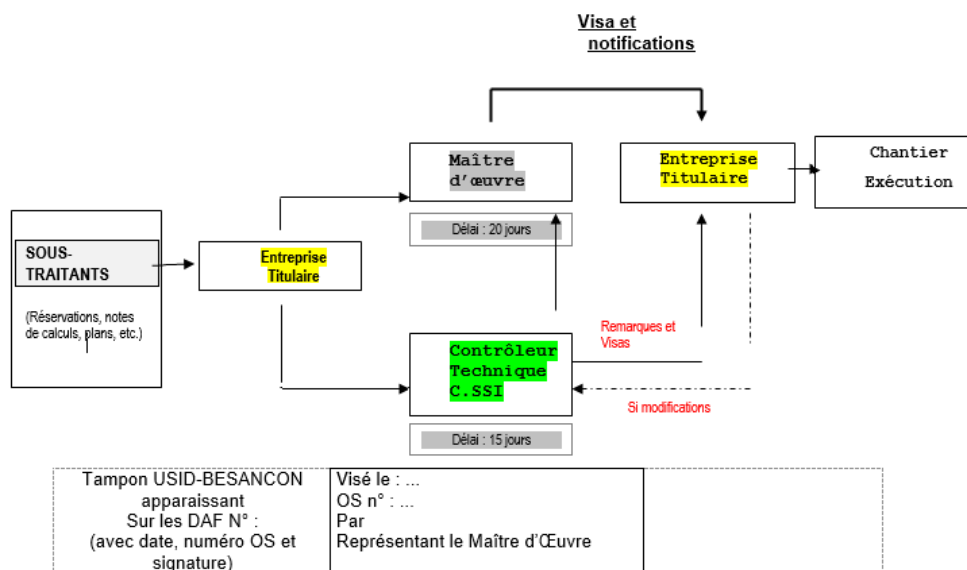 Visa et
notifications
Maître
d'œuvre
Entreprise
Titulaire
Chantier
Exécution
Délai : 20 jours
SOUS-
TRAITANTS
(Réservations, notes
de calculs, plans, etc.)
Entreprise
Titulaire
Remarques et
Visas
Contrôleur
Technique
C.SSI
Si modifications
Délai : 15 jours
Tampon USID-BESANCON
apparaissant
Sur les DAF N° :
(avec date, numéro OS et
signature)
Visé le : ...
OS n° : ...
Par
Représentant le Maître d'Œuvre